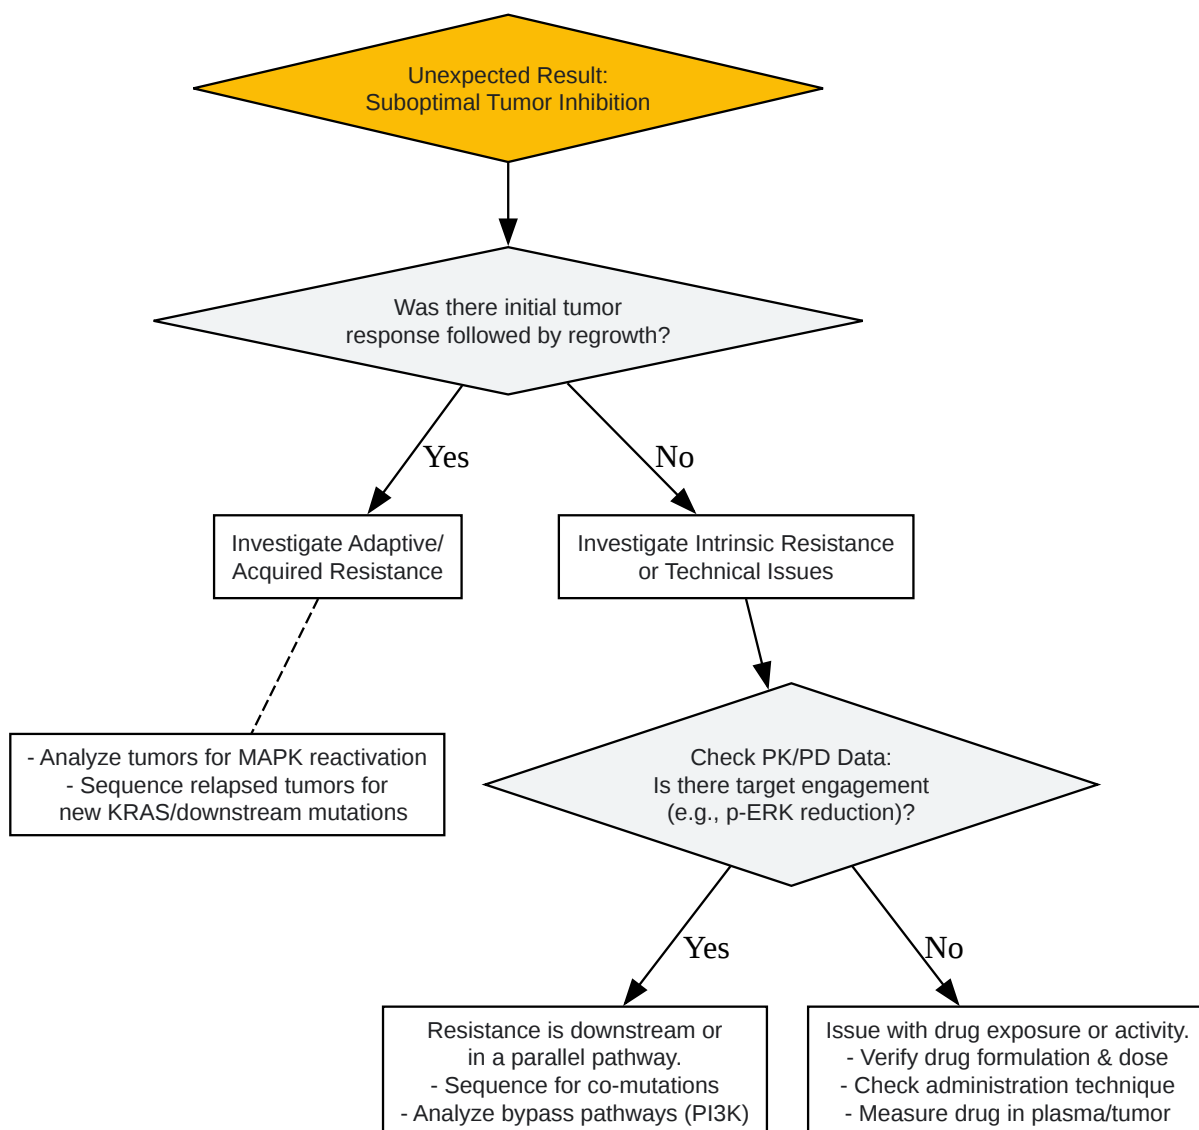 Unexpected Result:
Suboptimal Tumor Inhibition
Was there initial tumor
response followed by regrowth?
Yes
No
Investigate Adaptive/
Acquired Resistance
Investigate Intrinsic Resistance
or Technical Issues
- Analyze tumors for MAPK reactivation
- Sequence relapsed tumors for
new KRAS/downstream mutations
Check PK/PD Data:
Is there target engagement
(e.g., p-ERK reduction)?
Yes
No
Resistance is downstream or
in a parallel pathway.
- Sequence for co-mutations
- Analyze bypass pathways (PI3K)
Issue with drug exposure or activity.
- Verify drug formulation & dose
- Check administration technique
- Measure drug in plasma/tumor